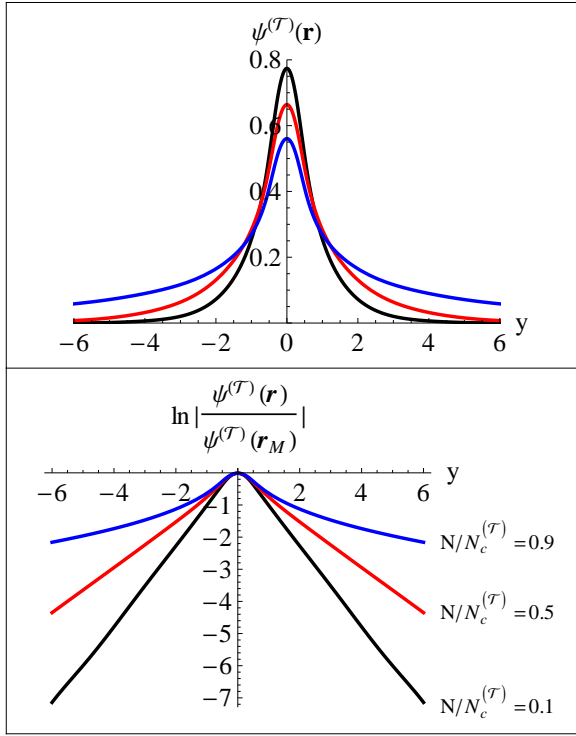 ψ^(𝒯)(r)
0.8
0.6
0.4
0.2
−6 −4 −2 0 2 4 6 y
ln|ψ^(𝒯)(r)/ψ^(𝒯)(r_M)|
−6 −4 −2 2 4 6 y
−1
−2
−3
−4
−5
−6
−7
N/N_c^(𝒯)=0.9
N/N_c^(𝒯)=0.5
N/N_c^(𝒯)=0.1